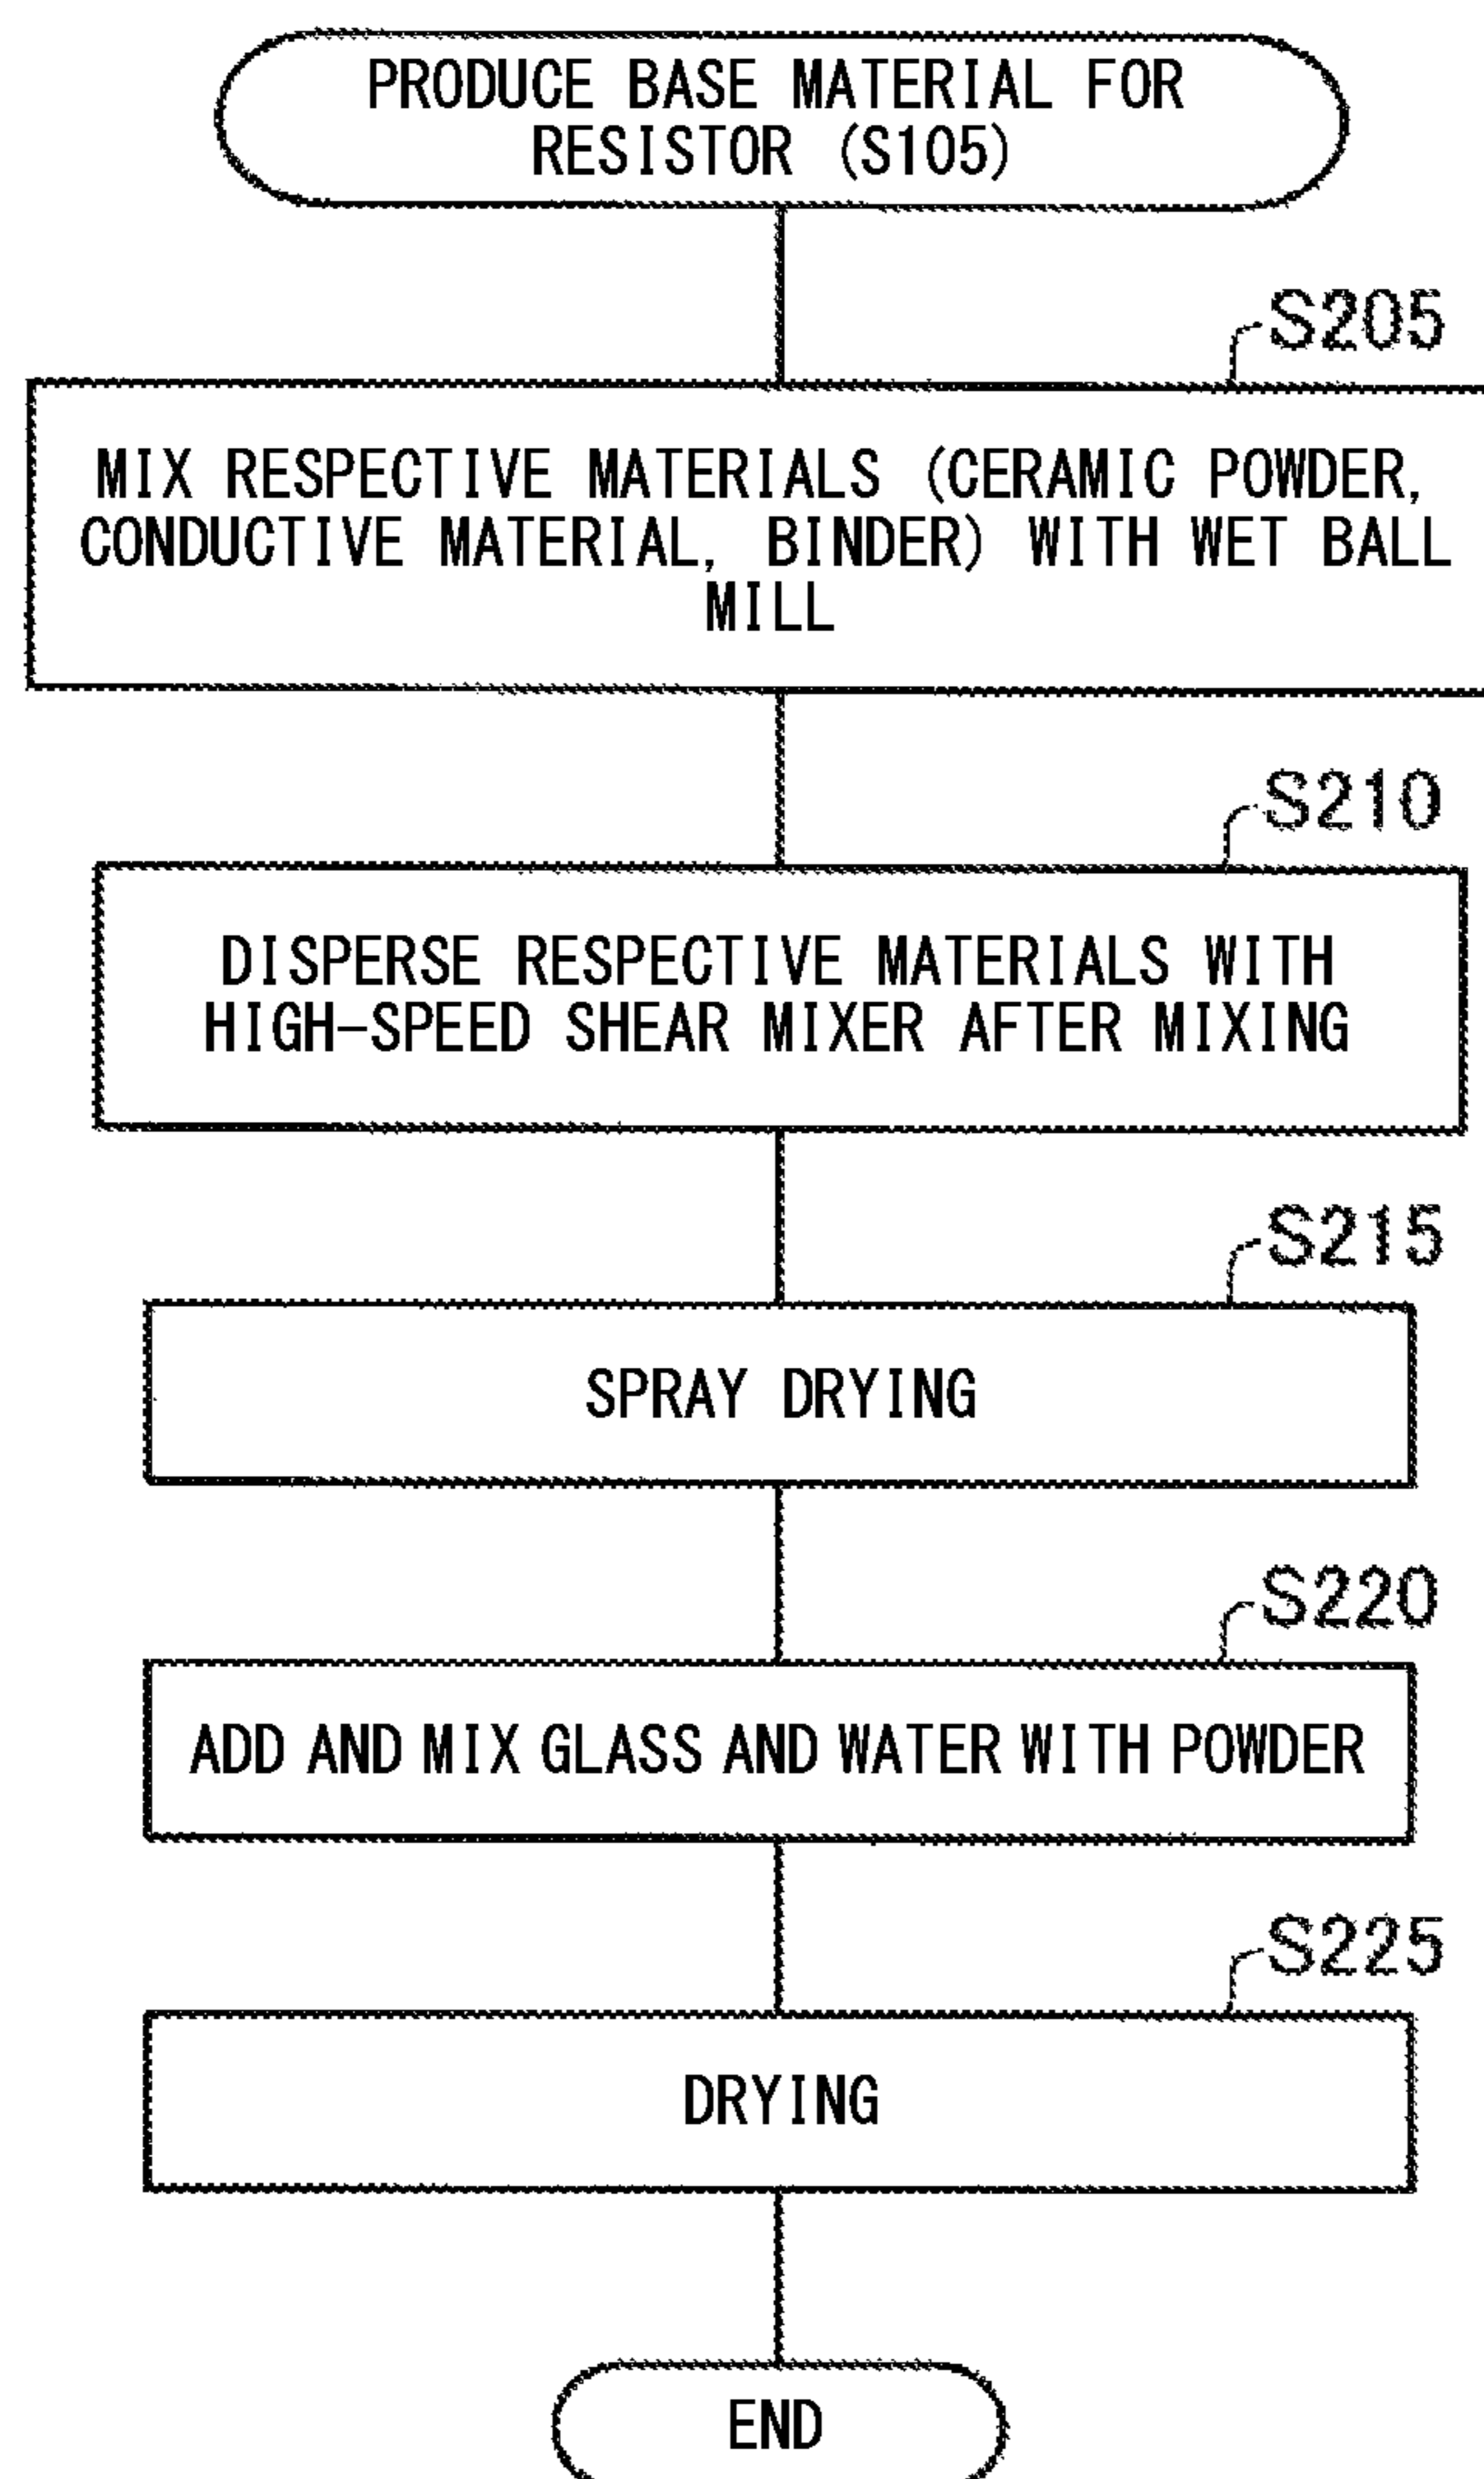 PRODUCE BASE MATERIAL FOR
RESISTOR (S105)
S205
MIX RESPECTIVE MATERIALS (CERAMIC POWDER,
CONDUCTIVE MATERIAL, BINDER) WITH WET BALL
MILL
S210
DISPERSE RESPECTIVE MATERIALS WITH
HIGH-SPEED SHEAR MIXER AFTER MIXING
S215
SPRAY DRYING
S220
ADD AND MIX GLASS AND WATER WITH POWDER
S225
DRYING
END